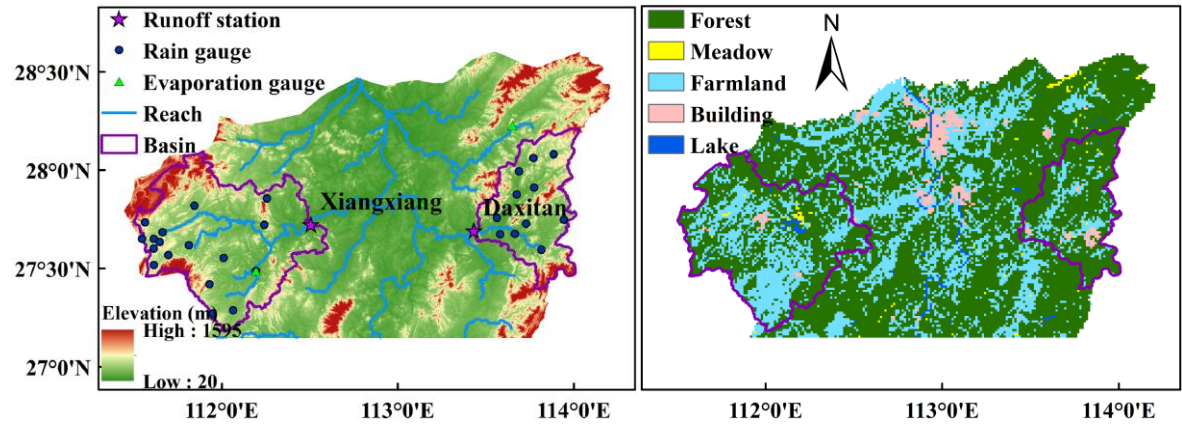 Runoff station
Rain gauge
Evaporation gauge
Reach
Basin
28°30'N
28°0'N
27°30'N
27°0'N
Xiangxiang
Daxitan
Elevation (m)
High : 1595
Low : 20
112°0'E
113°0'E
114°0'E
Forest
Meadow
Farmland
Building
Lake
N
112°0'E
113°0'E
114°0'E